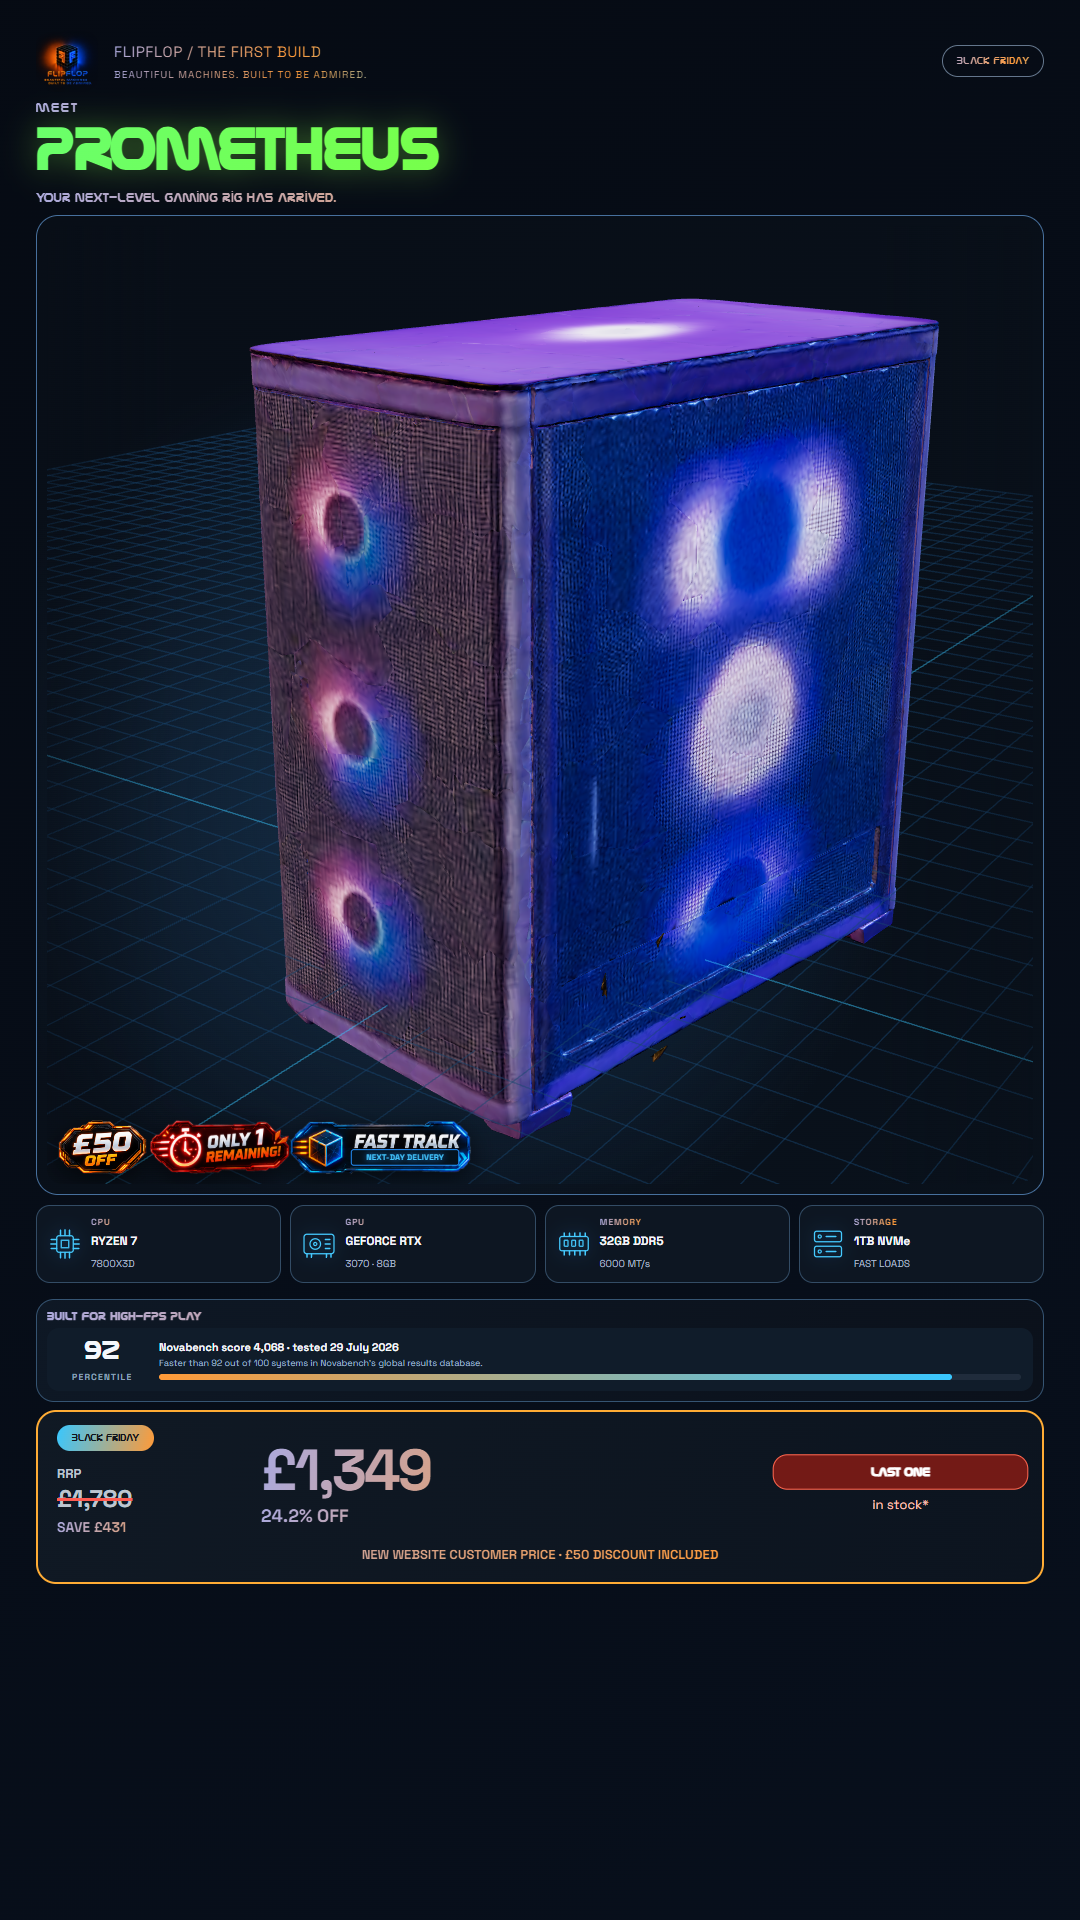 FLIPFLOP
FLIPFLOP / THE FIRST BUILD
BEAUTIFUL MACHINES. BUILT TO BE ADMIRED.
BLACK FRIDAY
MEET
PROMETHEUS
YOUR NEXT-LEVEL GAMING RIG HAS ARRIVED.
£50
OFF
ONLY 1
REMAINING!
FAST TRACK
NEXT-DAY DELIVERY
CPU
RYZEN 7
7800X3D
GPU
GEFORCE RTX
3070 · 8GB
MEMORY
32GB DDR5
6000 MT/s
STORAGE
1TB NVMe
FAST LOADS
BUILT FOR HIGH-FPS PLAY
92
PERCENTILE
Novabench score 4,068 · tested 29 July 2026
Faster than 92 out of 100 systems in Novabench's global results database.
BLACK FRIDAY
RRP
£1,780
SAVE £431
£1,349
24.2% OFF
LAST ONE
in stock*
NEW WEBSITE CUSTOMER PRICE · £50 DISCOUNT INCLUDED